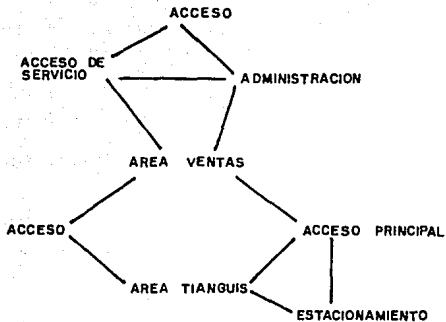 ACCESO
ACCESO DE
SERVICIO
ADMINISTRACION
AREA VENTAS
ACCESO
ACCESO PRINCIPAL
AREA TIANGUIS
ESTACIONAMIENTO